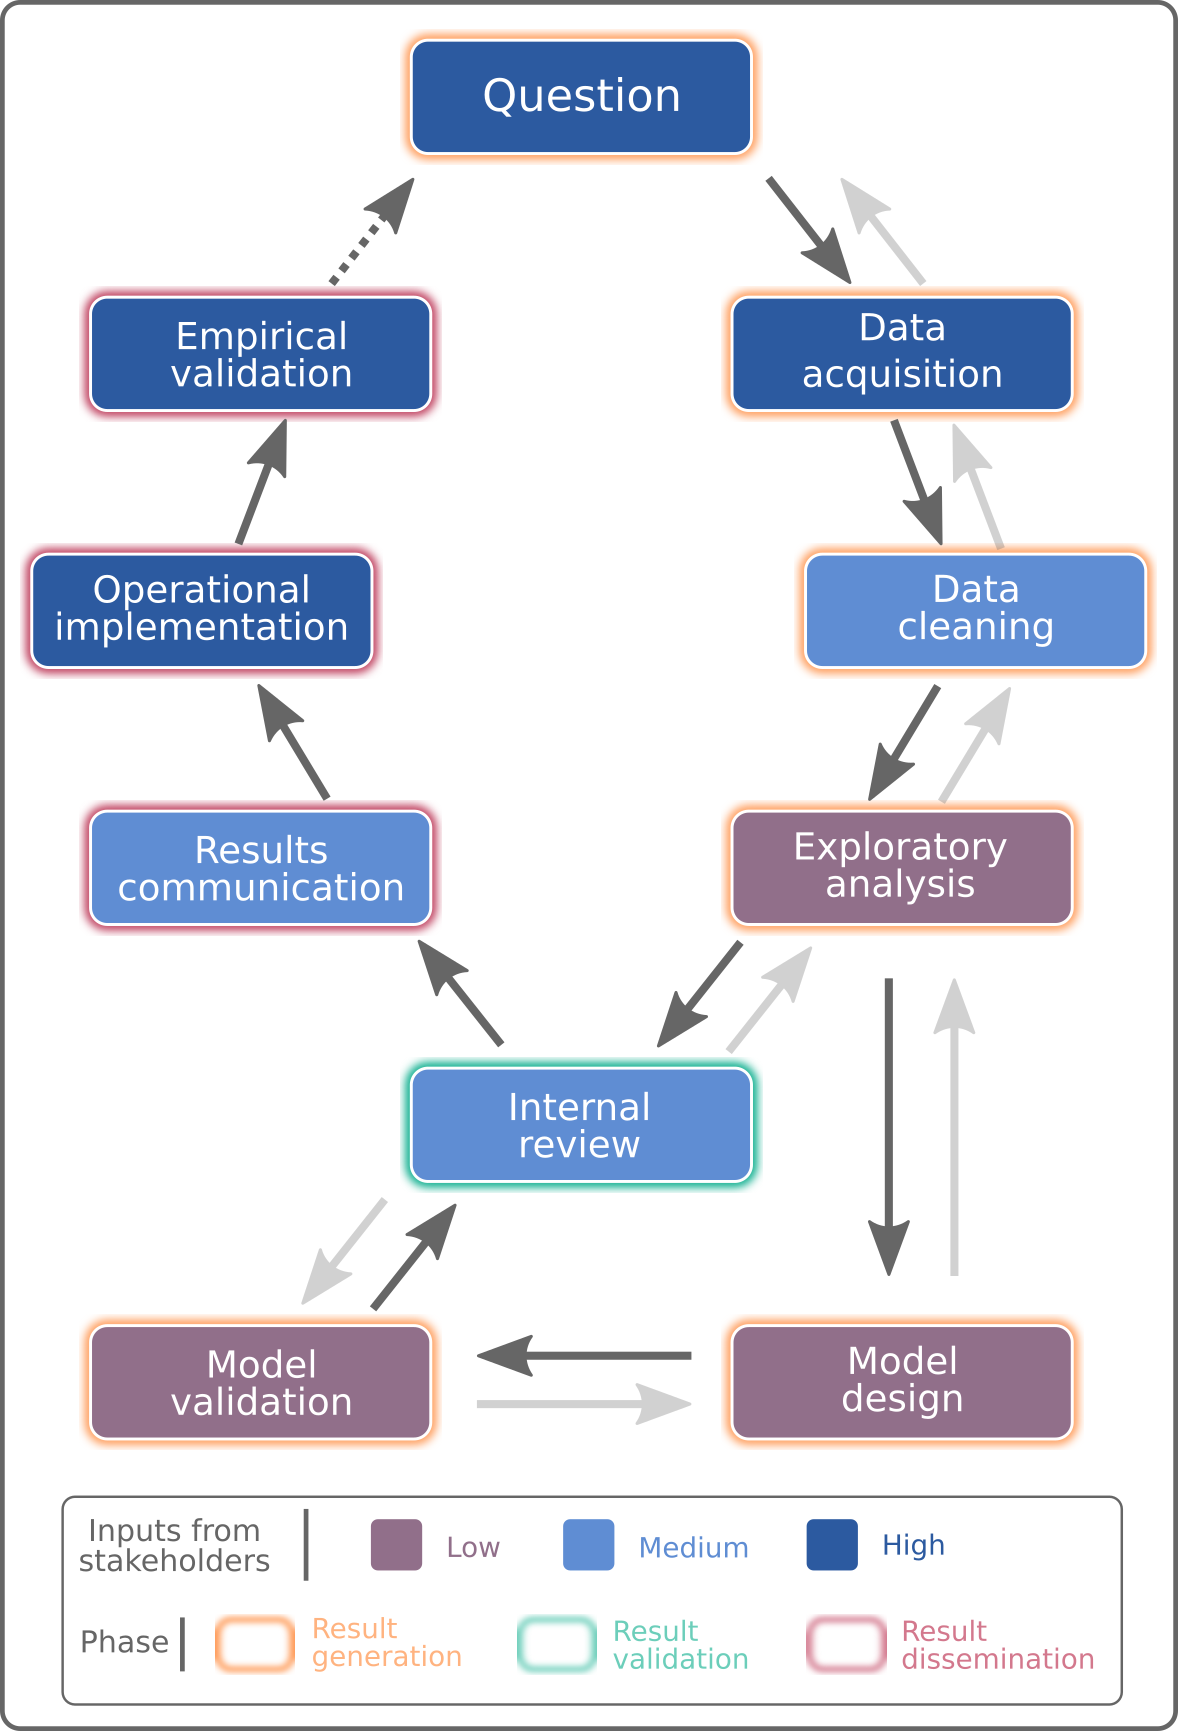 Question
Empirical
validation
Data
acquisition
Operational
implementation
Data
cleaning
Results
communication
Exploratory
analysis
Internal
review
Model
validation
Model
design
Inputs from
stakeholders
Low
Medium
High
Phase
Result
generation
Result
validation
Result
dissemination